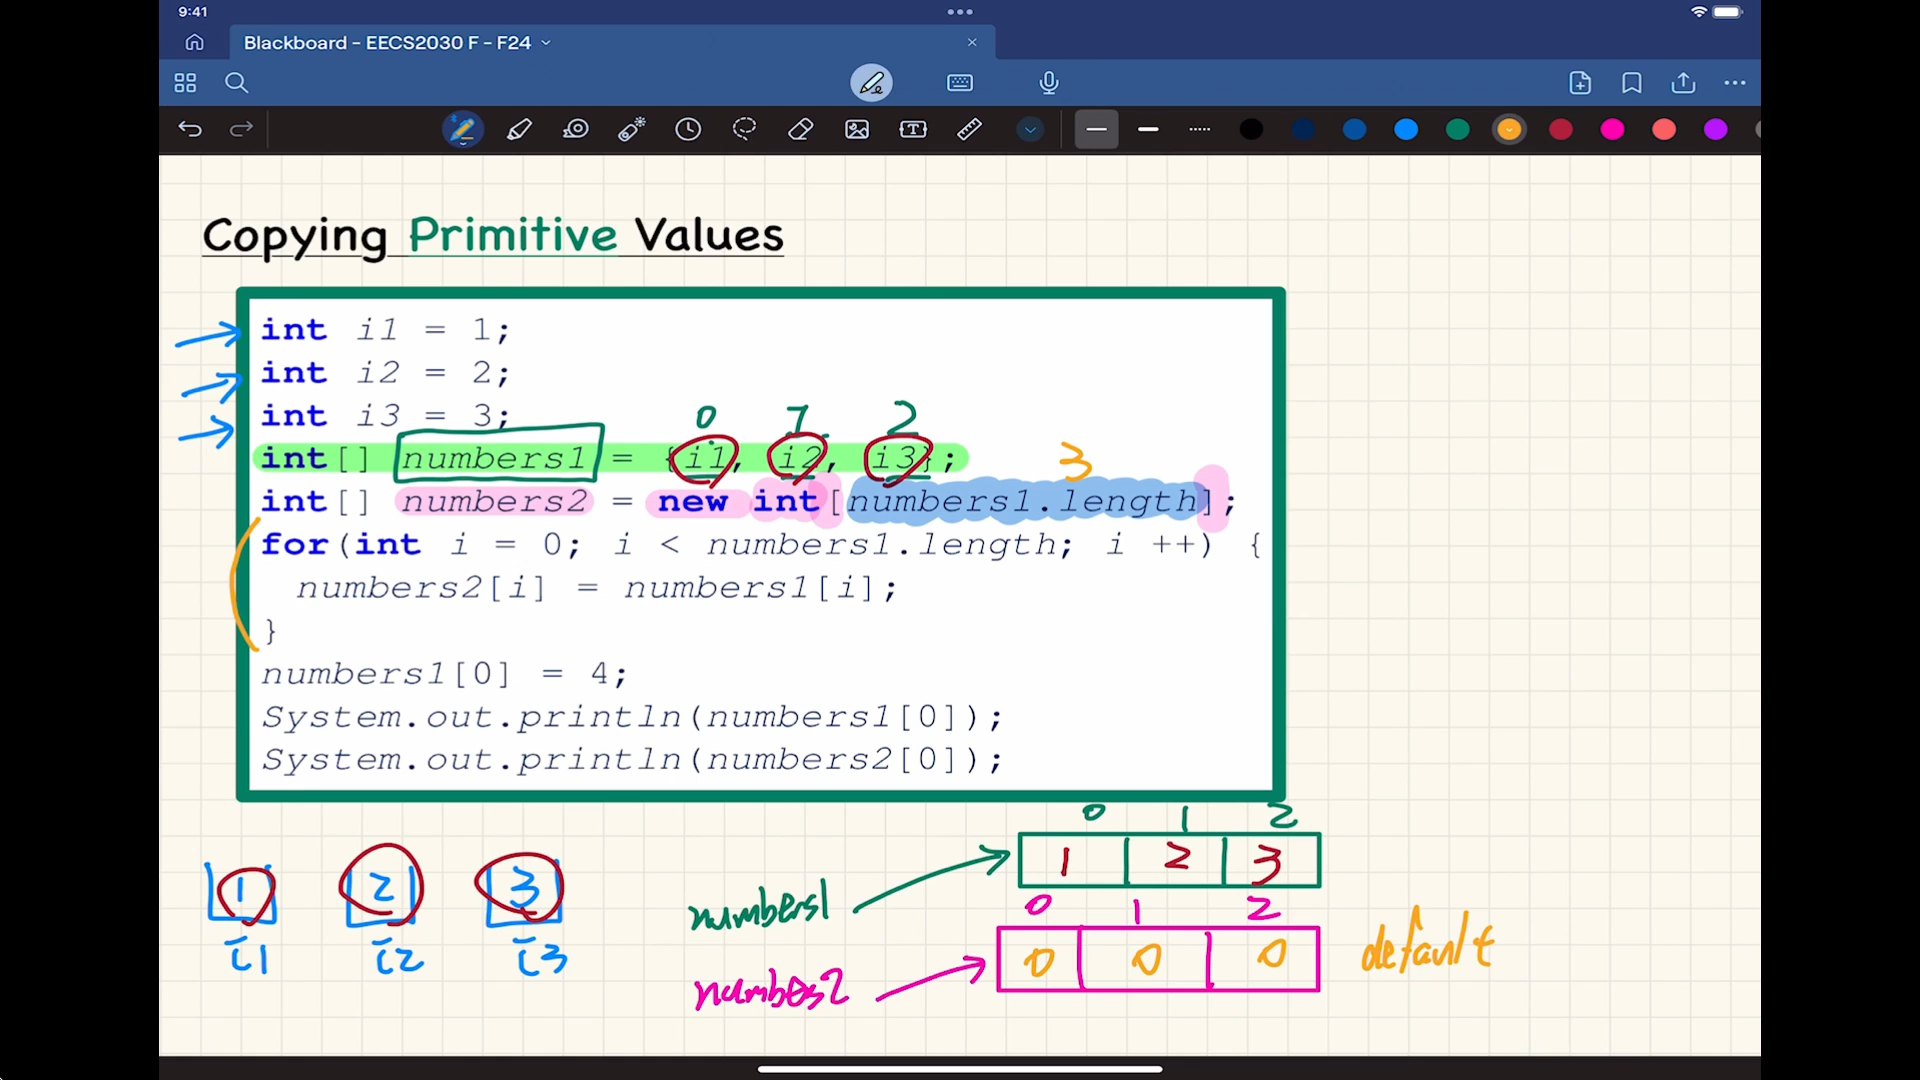 9:41
Blackboard - EECS2030 F - F24
Copying Primitive Values
int i1 = 1;
int i2 = 2;
int i3 = 3;
0 1 2
int[] numbers1 = {i1, i2, i3};
3
int[] numbers2 = new int[numbers1.length];
for(int i = 0; i < numbers1.length; i ++) {
numbers2[i] = numbers1[i];
}
numbers1[0] = 4;
System.out.println(numbers1[0]);
System.out.println(numbers2[0]);
0 1 2
1 2 3
1 2 3
numbers1
0 1 2
i1 i2 i3
0 0 0
default
numbers2